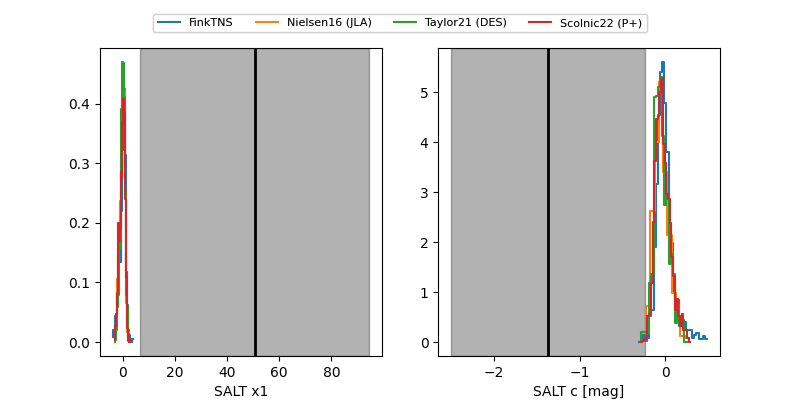 FinkTNS Nielsen16 (JLA) Taylor21 (DES) Scolnic22 (P+)
0.4
0.3
0.2
0.1
0.0
0 20 40 60 80
SALT x1
5
4
3
2
1
0
−2 −1 0
SALT c [mag]